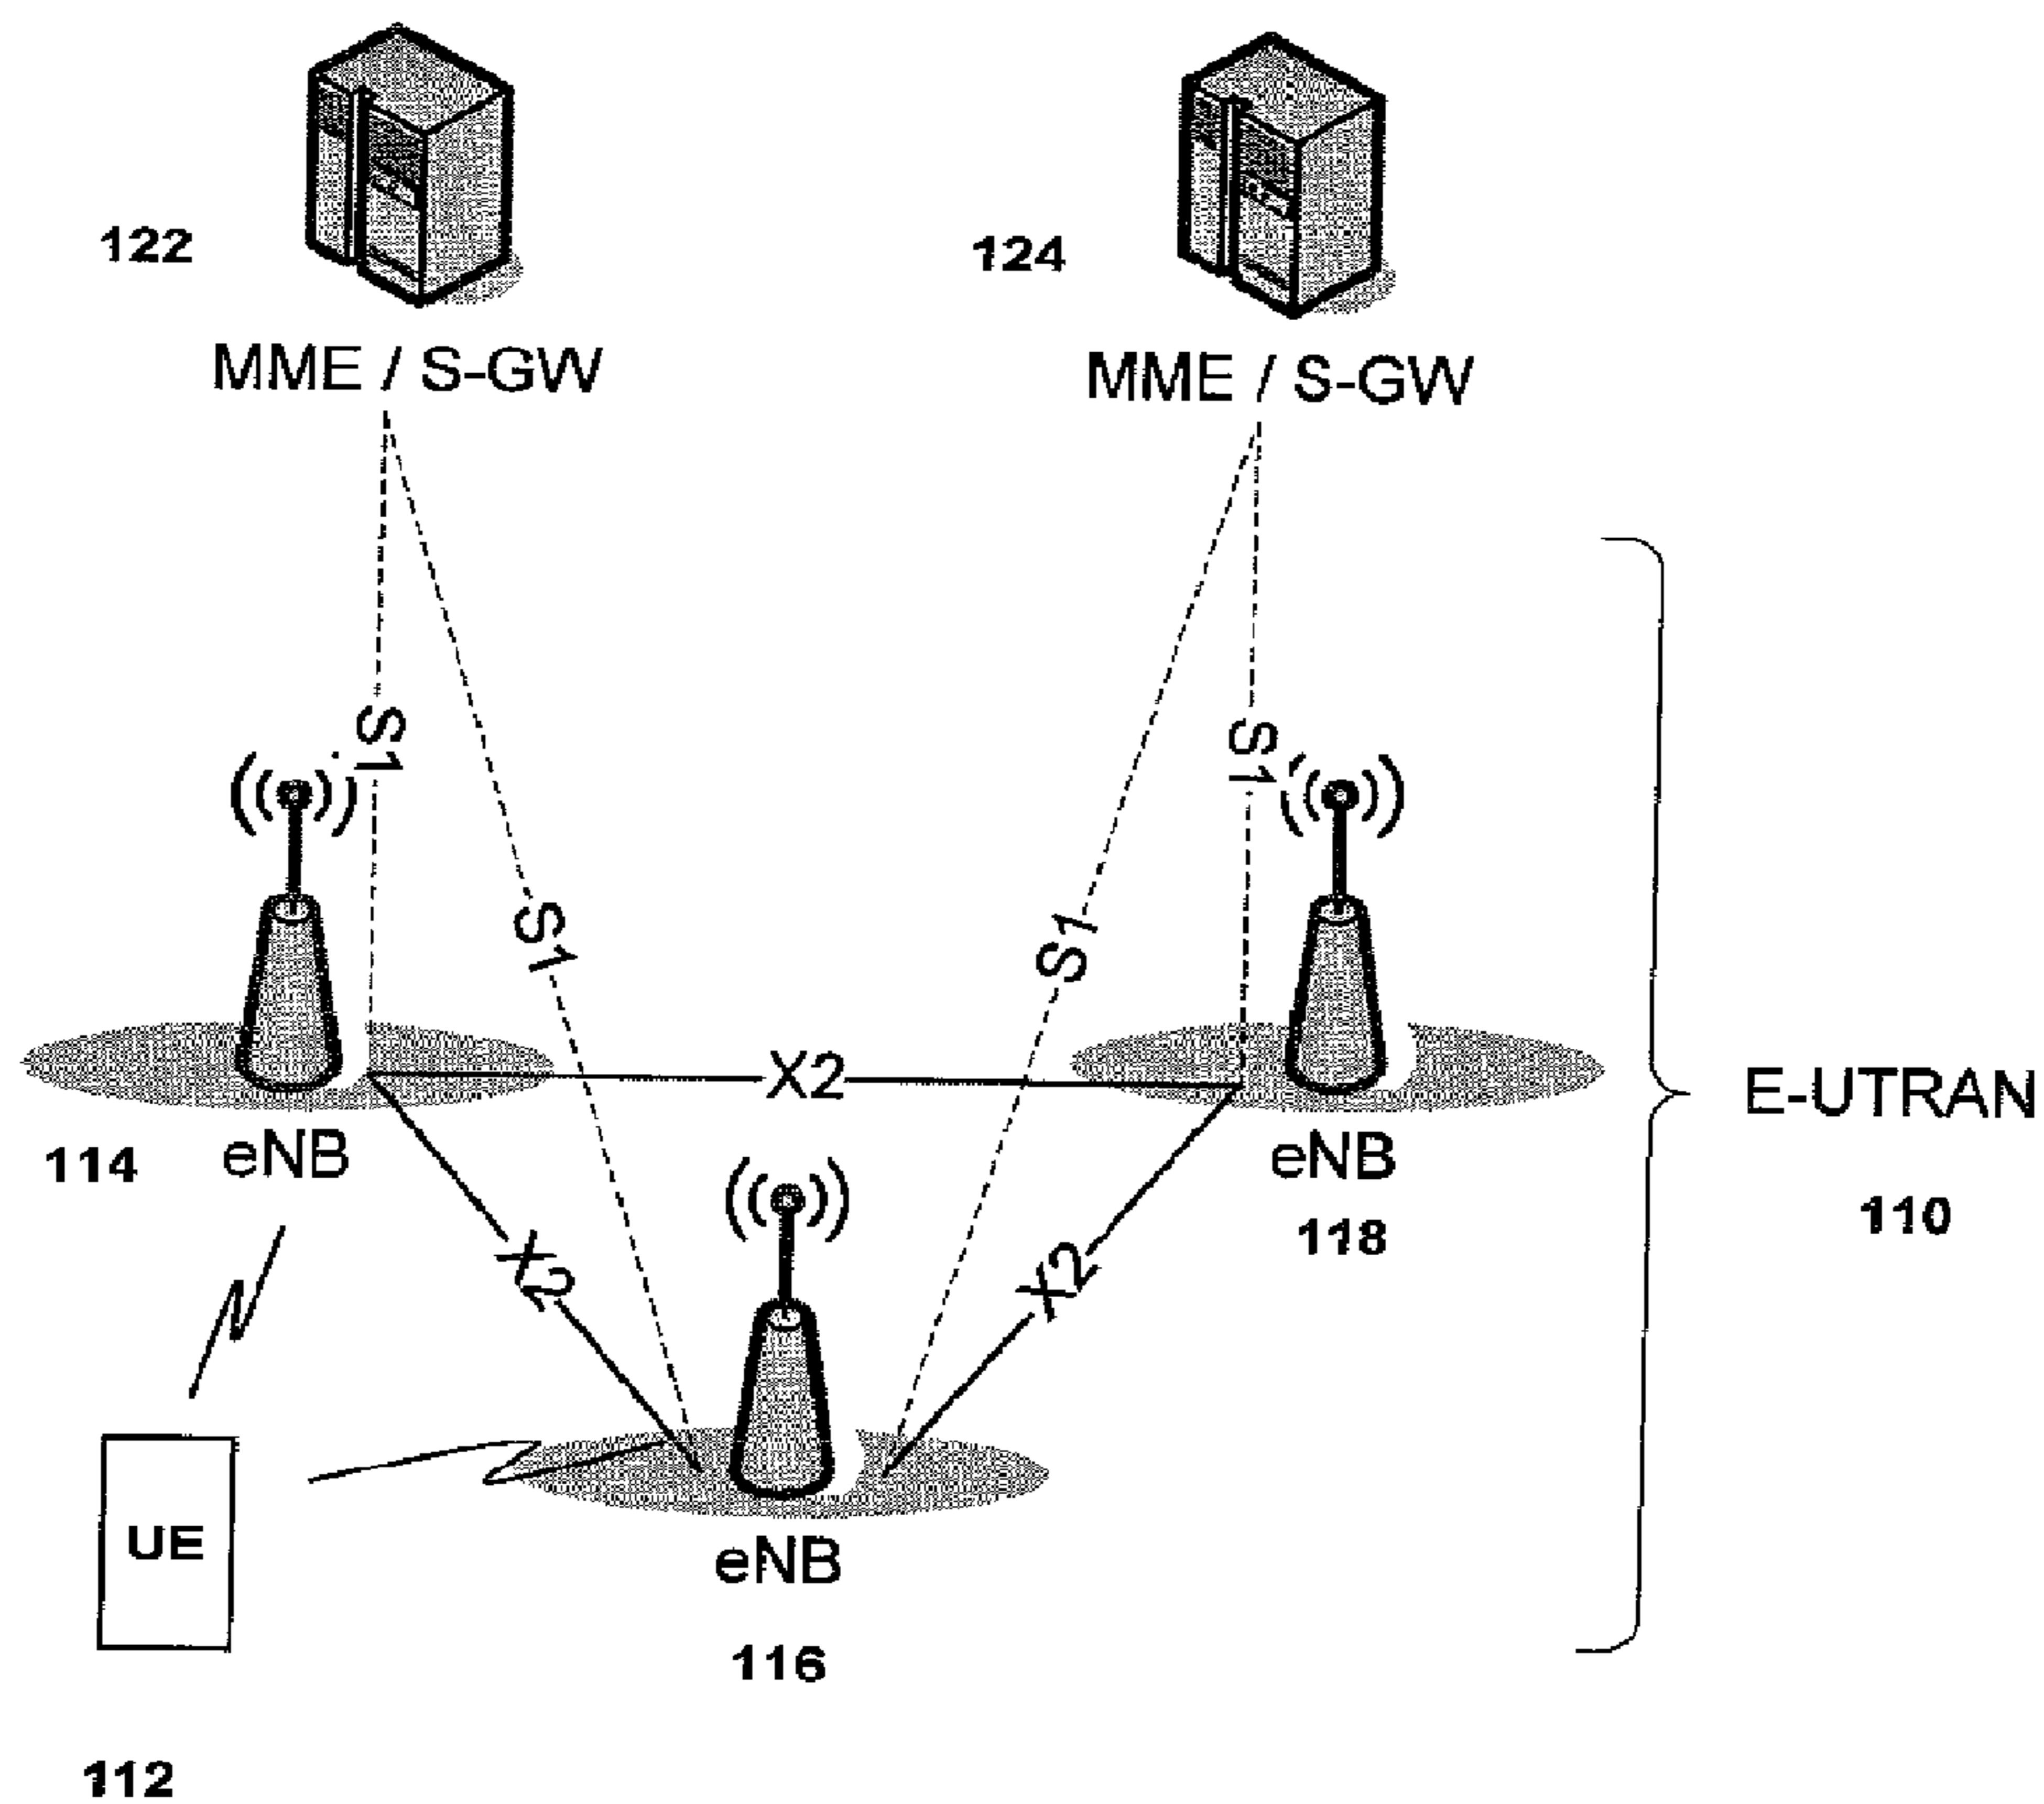 122
124
MME / S-GW
MME / S-GW
S1
S1
S1
S1
X2
E-UTRAN
114
eNB
eNB
110
118
X2
X2
UE
eNB
116
112